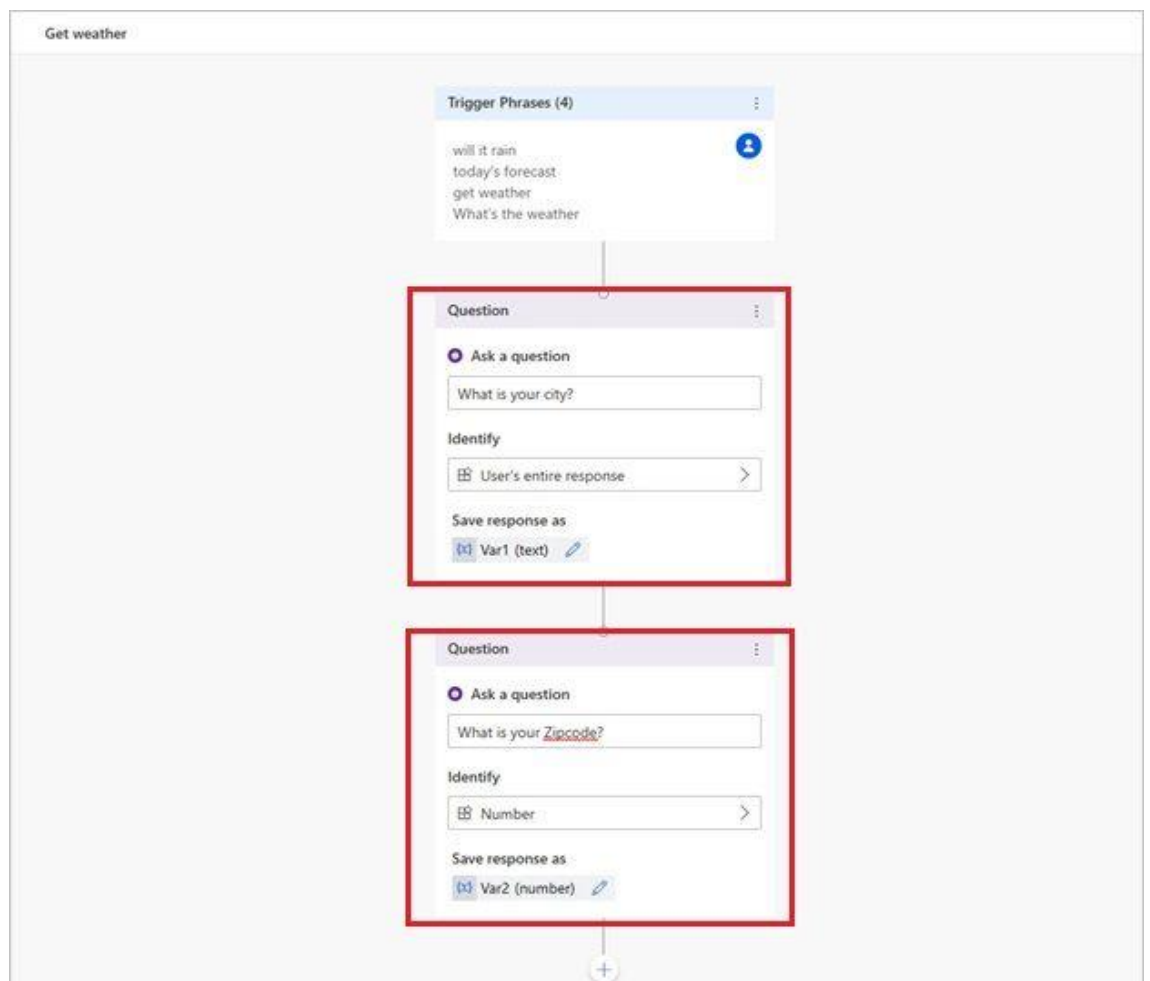 Get weather
Trigger Phrases (4)
will it rain
today's forecast
get weather
What's the weather
Question
Ask a question
What is your city?
Identify
User's entire response
Save response as
{x} Var1 (text)
Question
Ask a question
What is your Zipcode?
Identify
Number
Save response as
{x} Var2 (number)